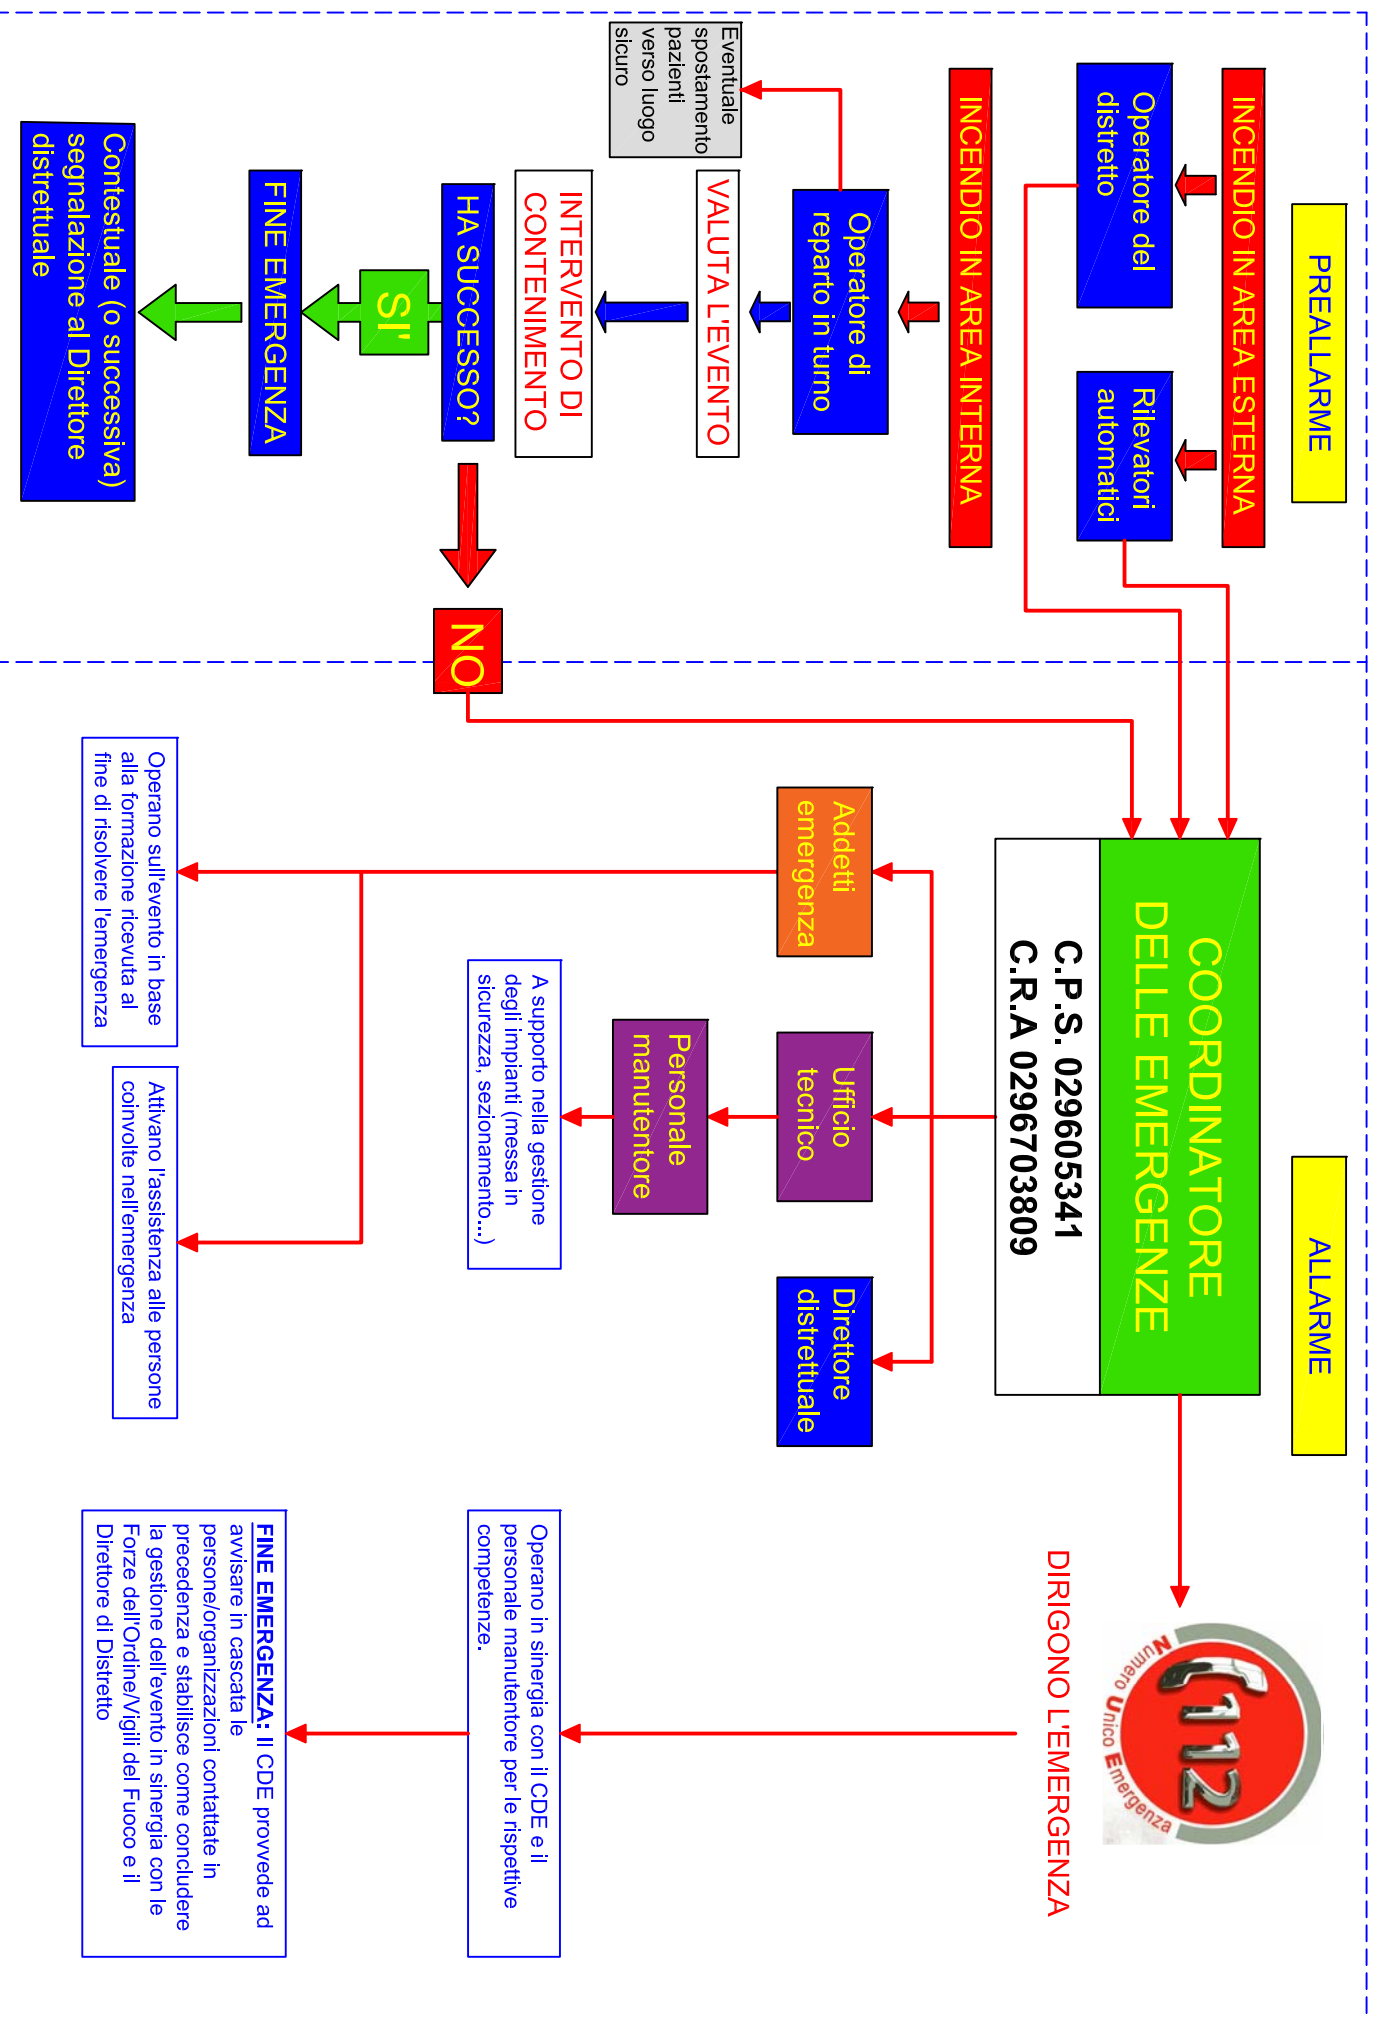 PREALLARME
INCENDIO IN AREA ESTERNA
Operatore del
distretto
Rilevatori
automatici
INCENDIO IN AREA INTERNA
Operatore di
reparto in turno
Eventuale
spostamento
pazienti
verso luogo
sicuro
VALUTA L'EVENTO
INTERVENTO DI
CONTENIMENTO
HA SUCCESSO?
SI'
NO
FINE EMERGENZA
Contestuale (o successiva)
segnalazione al Direttore
distrettuale
ALLARME
COORDINATORE
DELLE EMERGENZE
C.P.S. 029605341
C.R.A 0296703809
Addetti
emergenza
Ufficio
tecnico
Direttore
distrettuale
Personale
manutentore
A supporto nella gestione
degli impianti (messa in
sicurezza, sezionamento...)
Operano sull'evento in base
alla formazione ricevuta al
fine di risolvere l'emergenza
Attivano l'assistenza alle persone
coinvolte nell'emergenza
112
Numero Unico Emergenza
DIRIGONO L'EMERGENZA
Operano in sinergia con il CDE e il
personale manutentore per le rispettive
competenze.
FINE EMERGENZA: Il CDE provvede ad
avvisare in cascata le
persone/organizzazioni contattate in
precedenza e stabilisce come concludere
la gestione dell'evento in sinergia con le
Forze dell'Ordine/Vigili del Fuoco e il
Direttore di Distretto